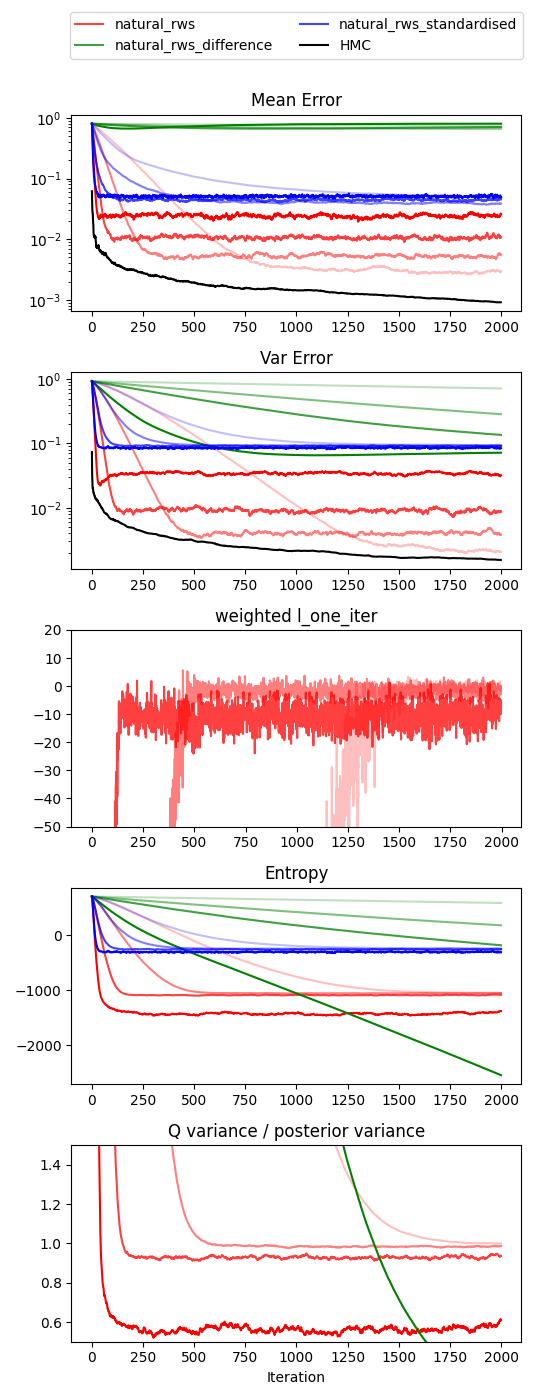 natural_rws
natural_rws_difference
natural_rws_standardised
HMC
Mean Error
10⁰
10⁻¹
10⁻²
10⁻³
0 250 500 750 1000 1250 1500 1750 2000
Var Error
10⁰
10⁻¹
10⁻²
0 250 500 750 1000 1250 1500 1750 2000
weighted l_one_iter
20
10
0
−10
−20
−30
−40
−50
0 250 500 750 1000 1250 1500 1750 2000
Entropy
0
−1000
−2000
0 250 500 750 1000 1250 1500 1750 2000
Q variance / posterior variance
1.4
1.2
1.0
0.8
0.6
0 250 500 750 1000 1250 1500 1750 2000
Iteration